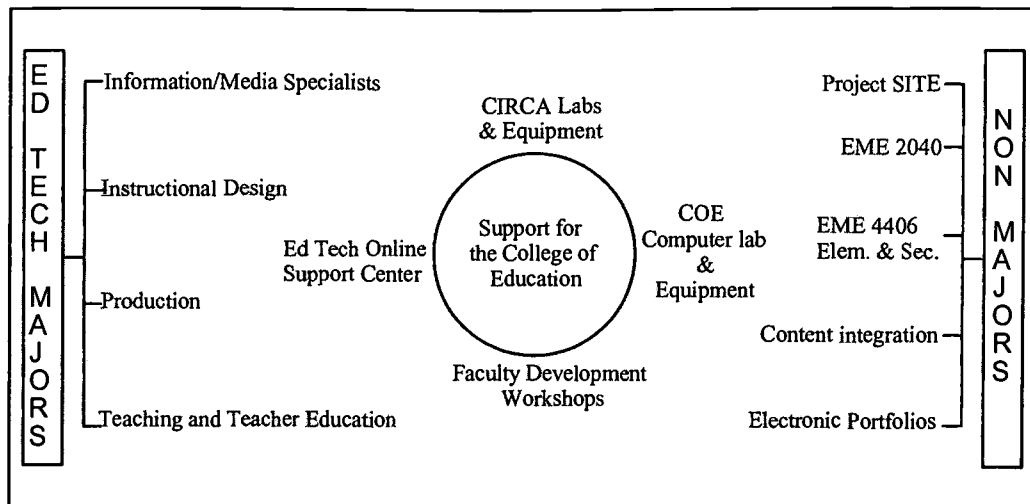 ED TECH MAJORS
Information/Media Specialists
Instructional Design
Production
Teaching and Teacher Education
CIRCA Labs
& Equipment
Ed Tech Online
Support Center
Support for
the College of
Education
COE
Computer lab
&
Equipment
Faculty Development
Workshops
Project SITE
EME 2040
EME 4406
Elem. & Sec.
Content integration
Electronic Portfolios
NON MAJORS